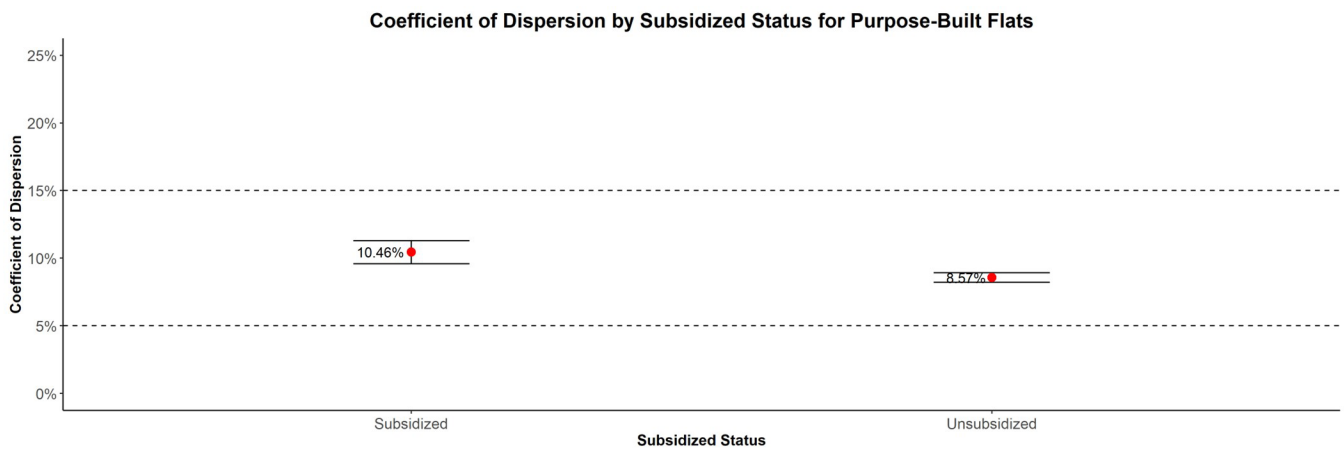 Coefficient of Dispersion by Subsidized Status for Purpose-Built Flats
Coefficient of Dispersion
25%
20%
15%
10%
5%
0%
10.46%
8.57%
Subsidized
Unsubsidized
Subsidized Status